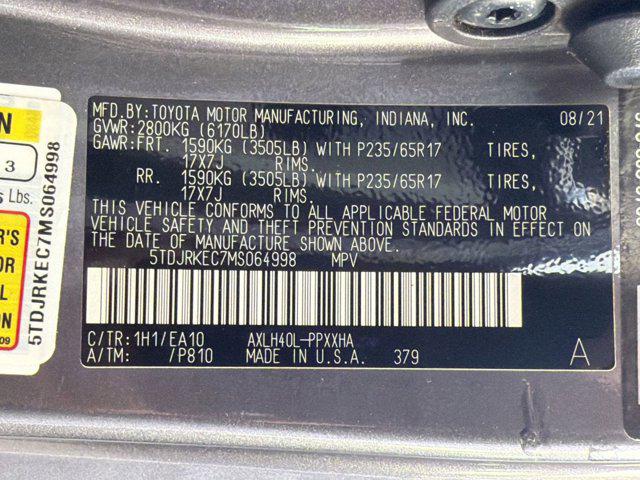 MFD.BY:TOYOTA MOTOR MANUFACTURING, INDIANA, INC. 08/21
GVWR:2800KG (6170LB)
GAWR:FRT. 1590KG (3505LB) WITH P235/65R17 TIRES,
17X7J RIMS.
RR. 1590KG (3505LB) WITH P235/65R17 TIRES,
17X7J RIMS.
THIS VEHICLE CONFORMS TO ALL APPLICABLE FEDERAL MOTOR
VEHICLE SAFETY AND THEFT PREVENTION STANDARDS IN EFFECT ON
THE DATE OF MANUFACTURE SHOWN ABOVE.
5TDJRKEC7MS064998 MPV
C/TR:1H1/EA10 AXLH40L-PPXXHA
A/TM: /P810 MADE IN U.S.A. 379 A
3
Lbs.
5TDJRKEC7MS064998